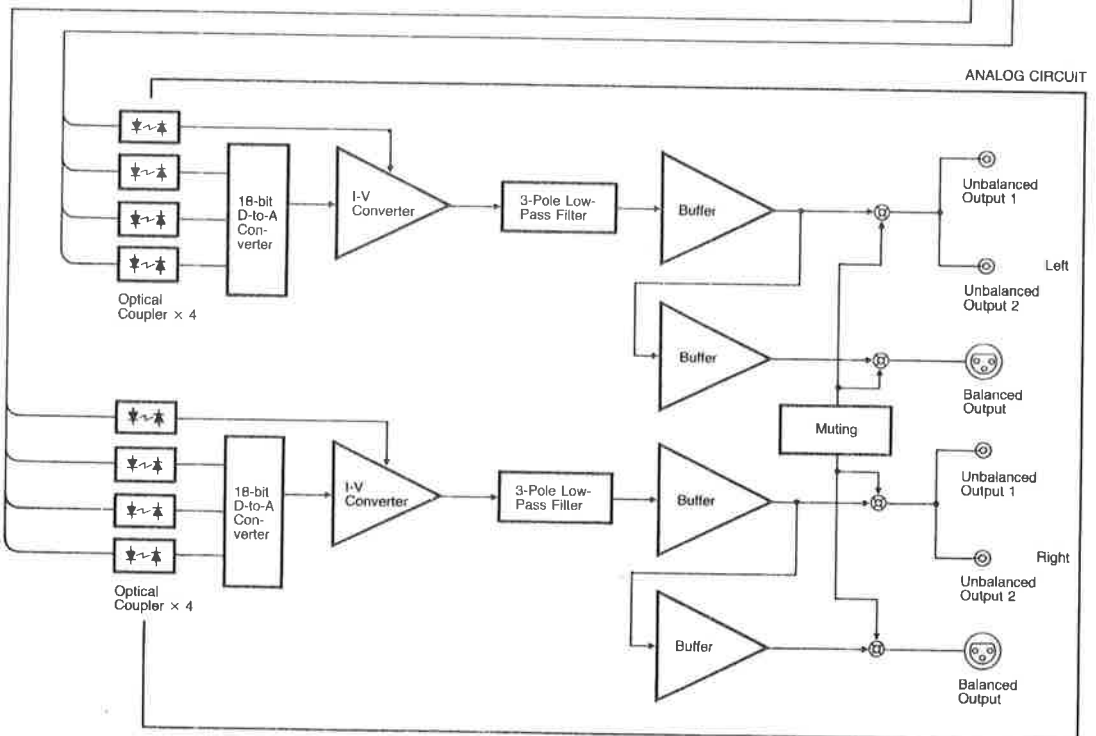 ANALOG CIRCUIT
18-bit
D-to-A
Con-
verter
I-V
Converter
3-Pole Low-
Pass Filter
Buffer
Unbalanced
Output 1
Left
Unbalanced
Output 2
Optical
Coupler × 4
Buffer
Balanced
Output
Muting
18-bit
D-to-A
Con-
verter
I-V
Converter
3-Pole Low-
Pass Filter
Buffer
Unbalanced
Output 1
Right
Unbalanced
Output 2
Optical
Coupler × 4
Buffer
Balanced
Output